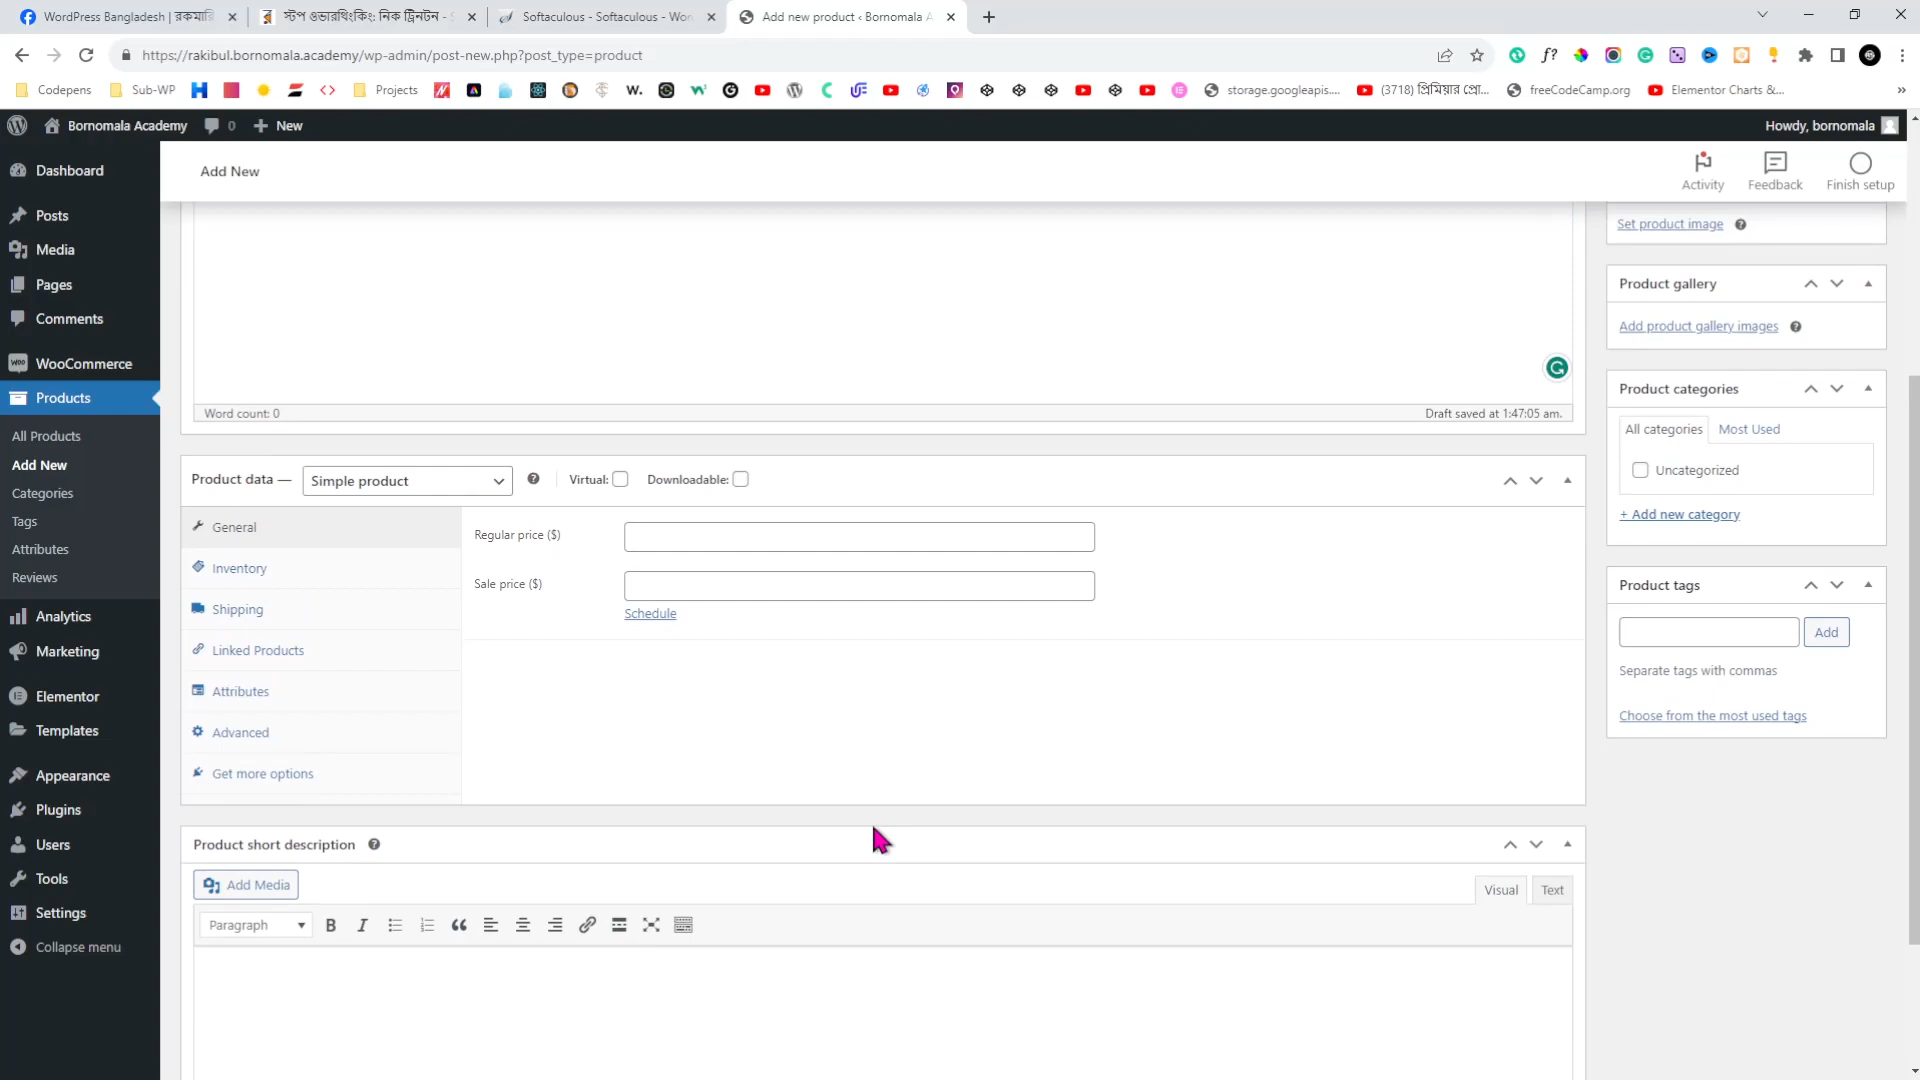 WordPress Bangladesh | রকমারি
স্টপ ওভারথিংকিং: নিক ট্রিনটন - S
Softaculous - Softaculous - Wor
Add new product ‹ Bornomala A
https://rakibul.bornomala.academy/wp-admin/post-new.php?post_type=product
Codepens
Sub-WP
Projects
storage.googleapis....
(3718) প্রিমিয়ার প্রো...
freeCodeCamp.org
Elementor Charts &...
Bornomala Academy
0
New
Howdy, bornomala
Add New
Activity
Feedback
Finish setup
Dashboard
Posts
Media
Pages
Comments
WooCommerce
Products
All Products
Add New
Categories
Tags
Attributes
Reviews
Analytics
Marketing
Elementor
Templates
Appearance
Plugins
Users
Tools
Settings
Collapse menu
Word count: 0
Draft saved at 1:47:05 am.
Product data —
Simple product
Virtual:
Downloadable:
General
Inventory
Shipping
Linked Products
Attributes
Advanced
Get more options
Regular price ($)
Sale price ($)
Schedule
Product short description
Add Media
Visual
Text
Paragraph
Set product image
Product gallery
Add product gallery images
Product categories
All categories
Most Used
Uncategorized
+ Add new category
Product tags
Add
Separate tags with commas
Choose from the most used tags